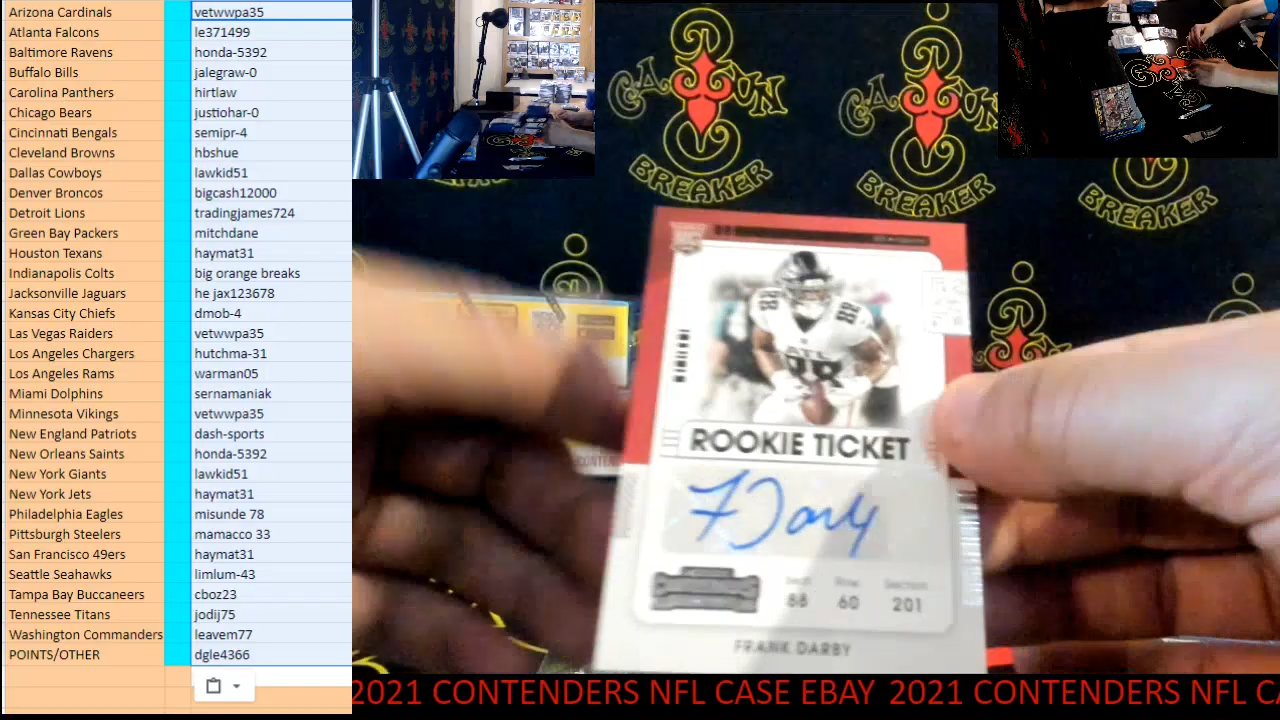 Arizona Cardinals vetwwpa35
Atlanta Falcons le371499
Baltimore Ravens honda-5392
Buffalo Bills jalegraw-0
Carolina Panthers hirtlaw
Chicago Bears justiohar-0
Cincinnati Bengals semipr-4
Cleveland Browns hbshue
Dallas Cowboys lawkid51
Denver Broncos bigcash12000
Detroit Lions tradingjames724
Green Bay Packers mitchdane
Houston Texans haymat31
Indianapolis Colts big orange breaks
Jacksonville Jaguars he jax123678
Kansas City Chiefs dmob-4
Las Vegas Raiders vetwwpa35
Los Angeles Chargers hutchma-31
Los Angeles Rams warman05
Miami Dolphins sernamaniak
Minnesota Vikings vetwwpa35
New England Patriots dash-sports
New Orleans Saints honda-5392
New York Giants lawkid51
New York Jets haymat31
Philadelphia Eagles misunde 78
Pittsburgh Steelers mamacco 33
San Francisco 49ers haymat31
Seattle Seahawks limlum-43
Tampa Bay Buccaneers cboz23
Tennessee Titans jodij75
Washington Commanders leavem77
POINTS/OTHER dgle4366
CAJUN
BREAKER
CAJUN
BREAKER
BREAKER
ATL
88
88
ROOKIE TICKET
F Darby
Row Section
88 60 201
FRANK DARBY
2021 CONTENDERS NFL CASE EBAY 2021 CONTENDERS NFL CA